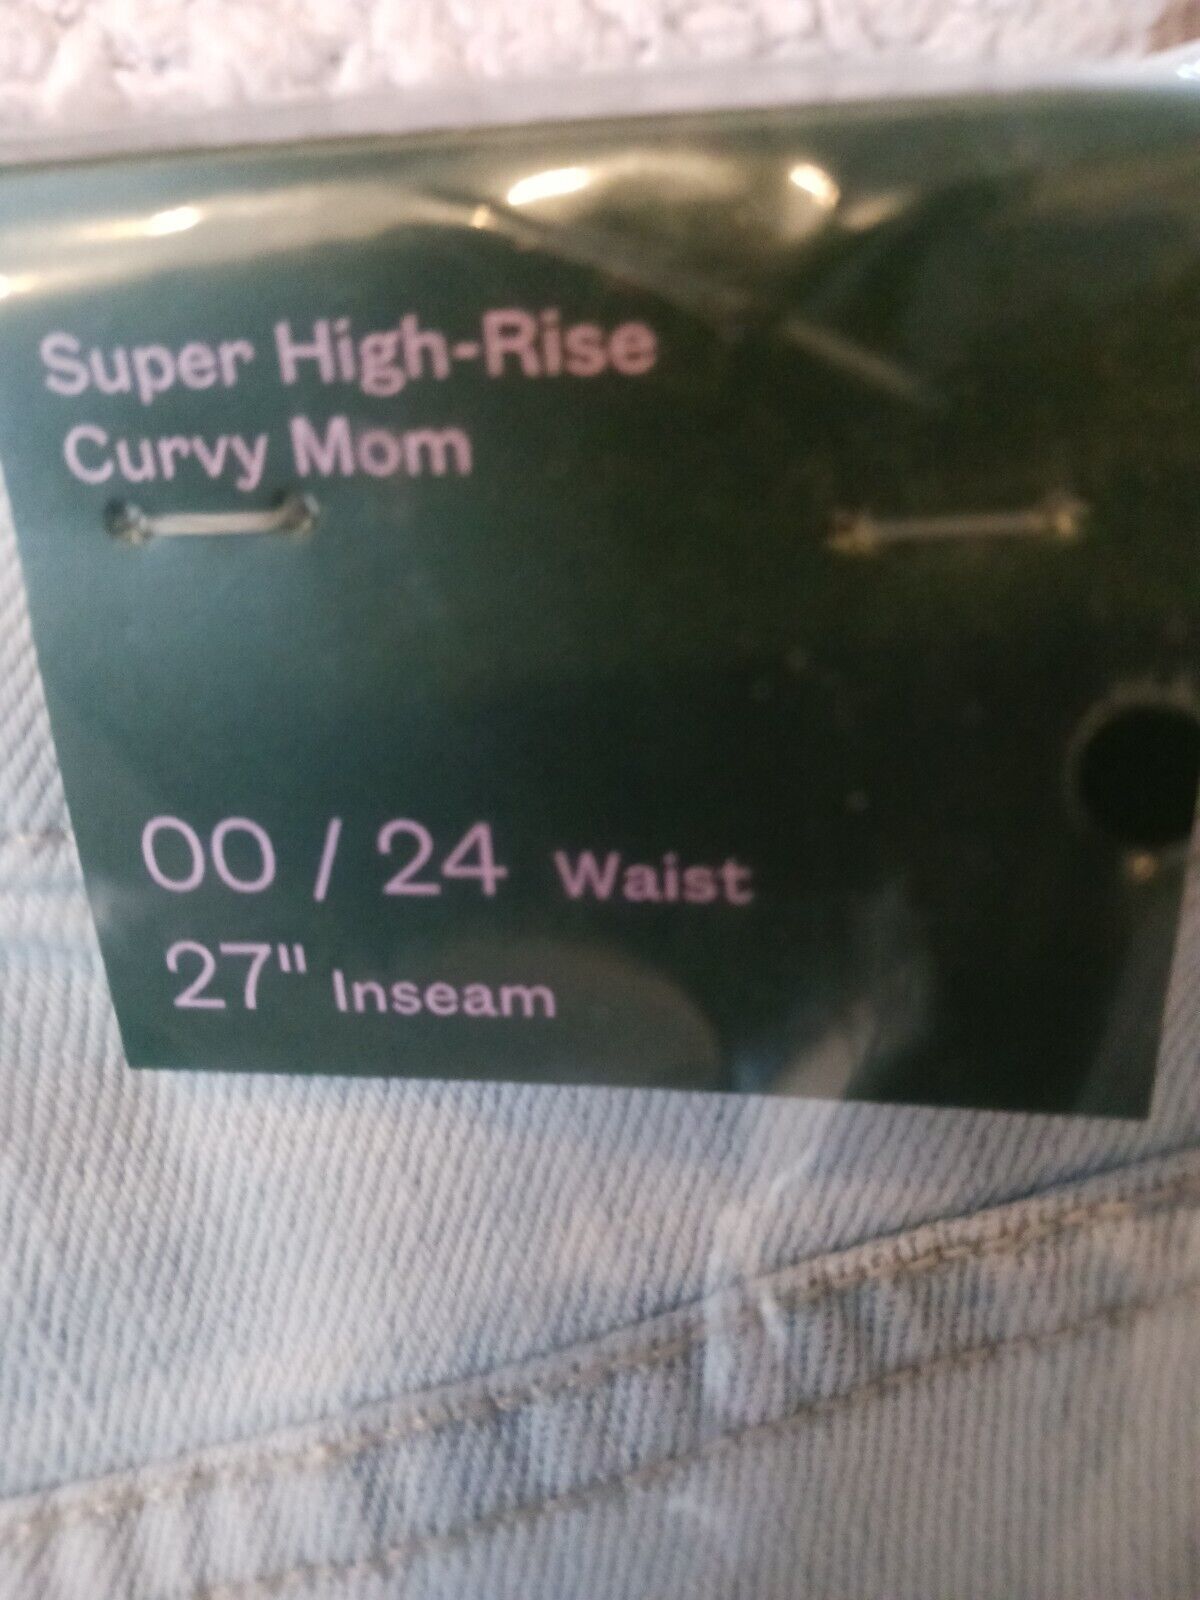 Super High-Rise
Curvy Mom
00 / 24 Waist
27" Inseam